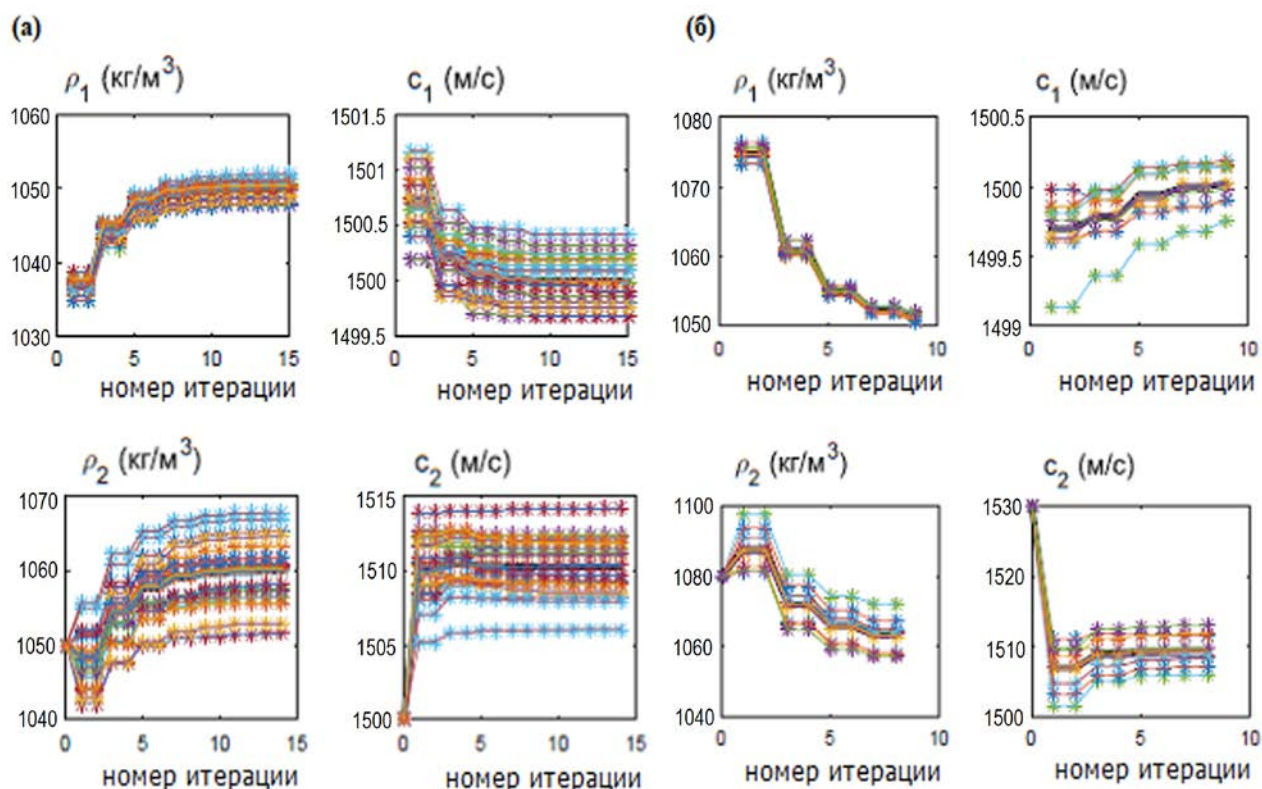 (а)
(б)
ρ₁ (кг/м³)
1060
1050
1040
1030
0 5 10 15
номер итерации
c₁ (м/с)
1501.5
1501
1500.5
1500
1499.5
0 5 10 15
номер итерации
ρ₁ (кг/м³)
1080
1070
1060
1050
0 5 10
номер итерации
c₁ (м/с)
1500.5
1500
1499.5
1499
0 5 10
номер итерации
ρ₂ (кг/м³)
1070
1060
1050
1040
0 5 10 15
номер итерации
c₂ (м/с)
1515
1510
1505
1500
0 5 10 15
номер итерации
ρ₂ (кг/м³)
1100
1080
1060
1040
0 5 10
номер итерации
c₂ (м/с)
1530
1520
1510
1500
0 5 10
номер итерации